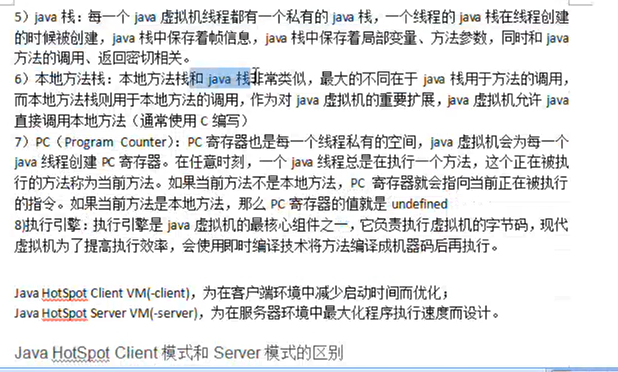 5）java 栈：每一个 java 虚拟机线程都有一个私有的 java 栈，一个线程的 java 栈在线程创建
的时候被创建，java 栈中保存着帧信息，java 栈中保存着局部变量、方法参数，同时和 java
方法的调用、返回密切相关。
6）本地方法栈：本地方法栈和 java 栈非常类似，最大的不同在于 java 栈用于方法的调用，
而本地方法栈则用于本地方法的调用，作为对 java 虚拟机的重要扩展，java 虚拟机允许 java
直接调用本地方法（通常使用 C 编写）
7）PC（Program Counter）：PC 寄存器也是每一个线程私有的空间，java 虚拟机会为每一个
java 线程创建 PC 寄存器。在任意时刻，一个 java 线程总是在执行一个方法，这个正在被执
行的方法称为当前方法。如果当前方法不是本地方法，PC 寄存器就会指向当前正在被执行
的指令。如果当前方法是本地方法，那么 PC 寄存器的值就是 undefined
8)执行引擎：执行引擎是 java 虚拟机的最核心组件之一，它负责执行虚拟机的字节码，现代
虚拟机为了提高执行效率，会使用即时编译技术将方法编译成机器码后再执行。
Java HotSpot Client VM(-client)，为在客户端环境中减少启动时间而优化；
Java HotSpot Server VM(-server)，为在服务器环境中最大化程序执行速度而设计。
Java HotSpot Client 模式和 Server 模式的区别